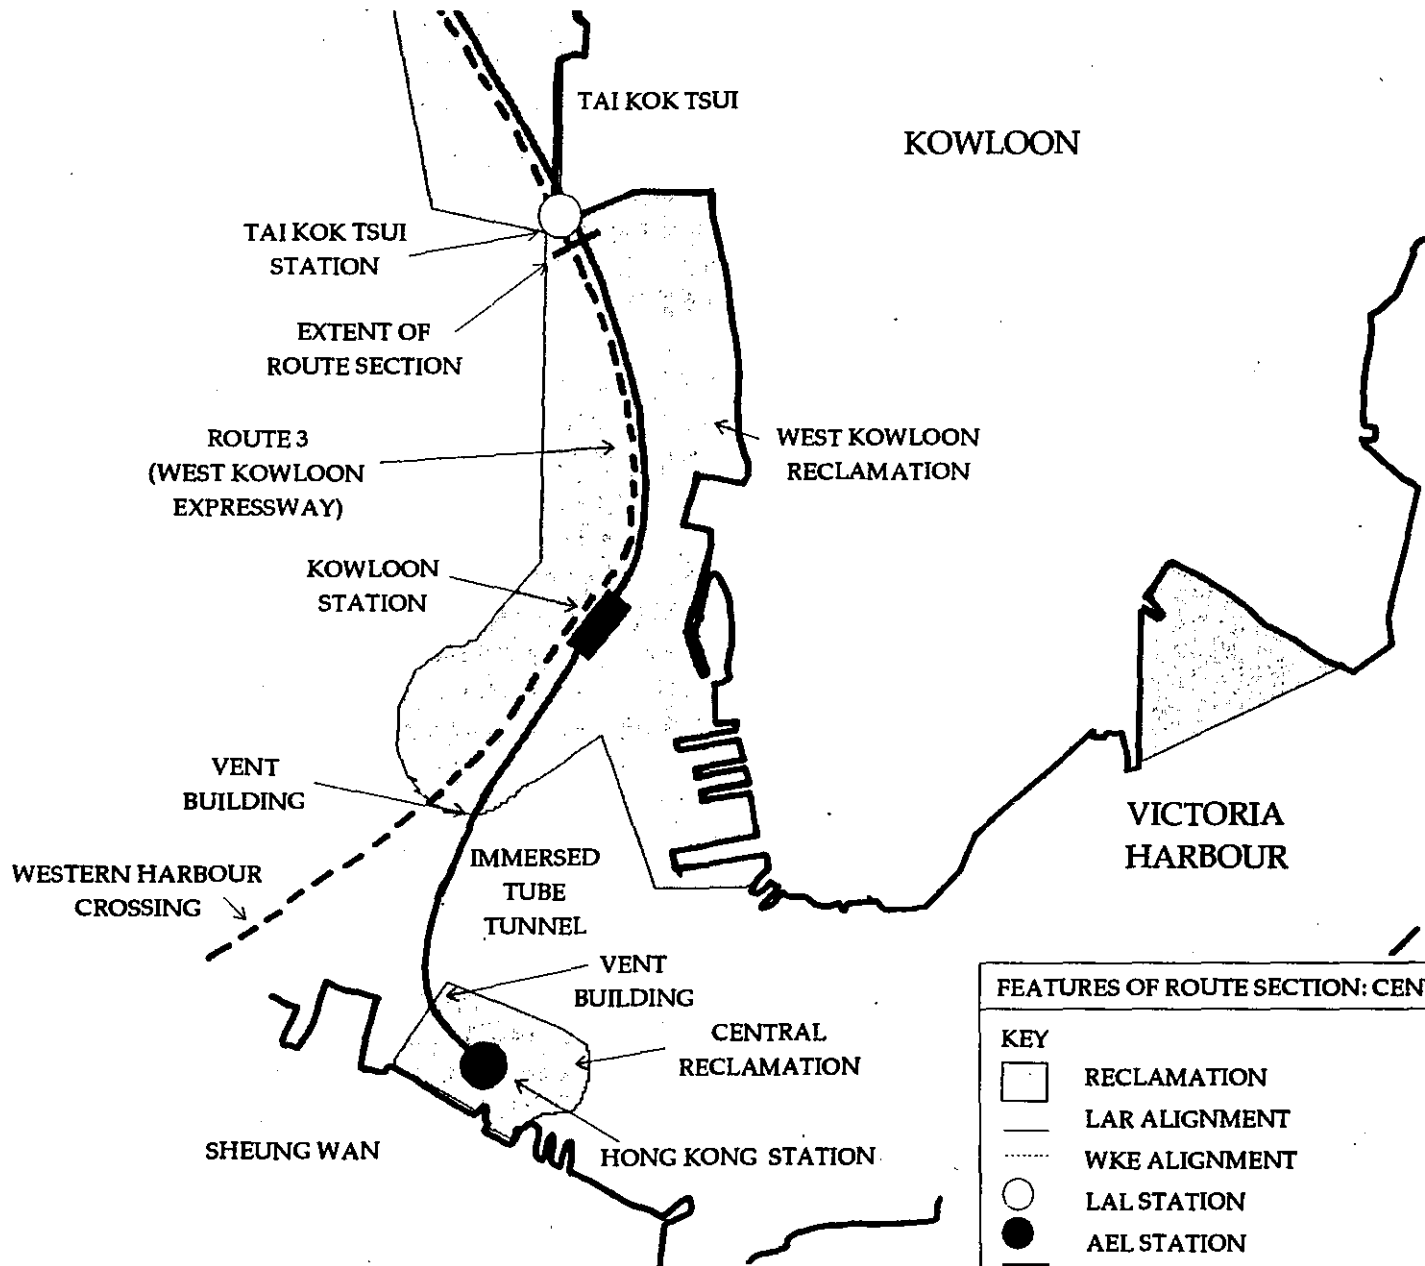 TAI KOK TSUI
KOWLOON
TAI KOK TSUI
STATION
EXTENT OF
ROUTE SECTION
ROUTE 3
(WEST KOWLOON
EXPRESSWAY)
WEST KOWLOON
RECLAMATION
KOWLOON
STATION
VENT
BUILDING
VICTORIA
HARBOUR
IMMERSED
TUBE
TUNNEL
WESTERN HARBOUR
CROSSING
VENT
BUILDING
CENTRAL
RECLAMATION
SHEUNG WAN
HONG KONG STATION
FEATURES OF ROUTE SECTION: CEN
KEY
RECLAMATION
LAR ALIGNMENT
WKE ALIGNMENT
LAL STATION
AEL STATION